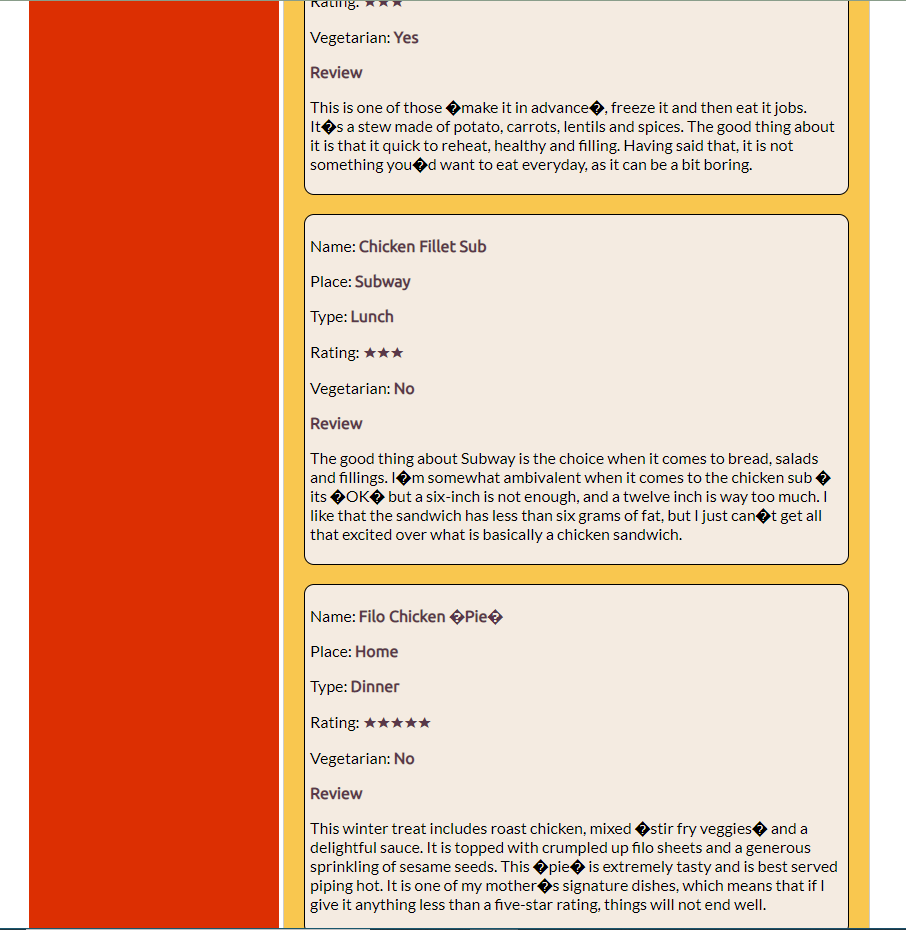 Rating: ★★★
Vegetarian: Yes
Review
This is one of those �make it in advance�, freeze it and then eat it jobs.
It�s a stew made of potato, carrots, lentils and spices. The good thing about
it is that it quick to reheat, healthy and filling. Having said that, it is not
something you�d want to eat everyday, as it can be a bit boring.
Name: Chicken Fillet Sub
Place: Subway
Type: Lunch
Rating: ★★★
Vegetarian: No
Review
The good thing about Subway is the choice when it comes to bread, salads
and fillings. I�m somewhat ambivalent when it comes to the chicken sub �
its �OK� but a six-inch is not enough, and a twelve inch is way too much. I
like that the sandwich has less than six grams of fat, but I just can�t get all
that excited over what is basically a chicken sandwich.
Name: Filo Chicken �Pie�
Place: Home
Type: Dinner
Rating: ★★★★★
Vegetarian: No
Review
This winter treat includes roast chicken, mixed �stir fry veggies� and a
delightful sauce. It is topped with crumpled up filo sheets and a generous
sprinkling of sesame seeds. This �pie� is extremely tasty and is best served
piping hot. It is one of my mother�s signature dishes, which means that if I
give it anything less than a five-star rating, things will not end well.